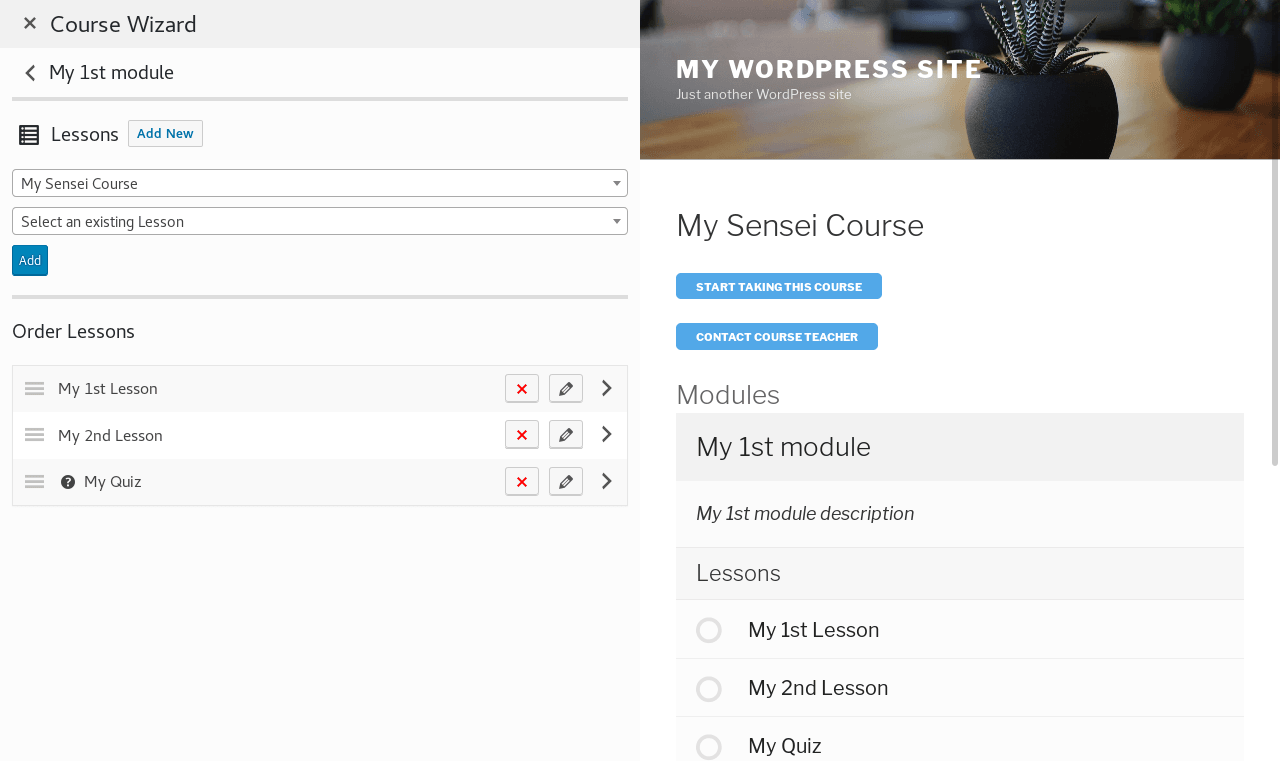 Course Wizard
My 1st module
Lessons
Add New
My Sensei Course
Select an existing Lesson
Add
Order Lessons
My 1st Lesson
My 2nd Lesson
My Quiz
MY WORDPRESS SITE
Just another WordPress site
My Sensei Course
START TAKING THIS COURSE
CONTACT COURSE TEACHER
Modules
My 1st module
My 1st module description
Lessons
My 1st Lesson
My 2nd Lesson
My Quiz